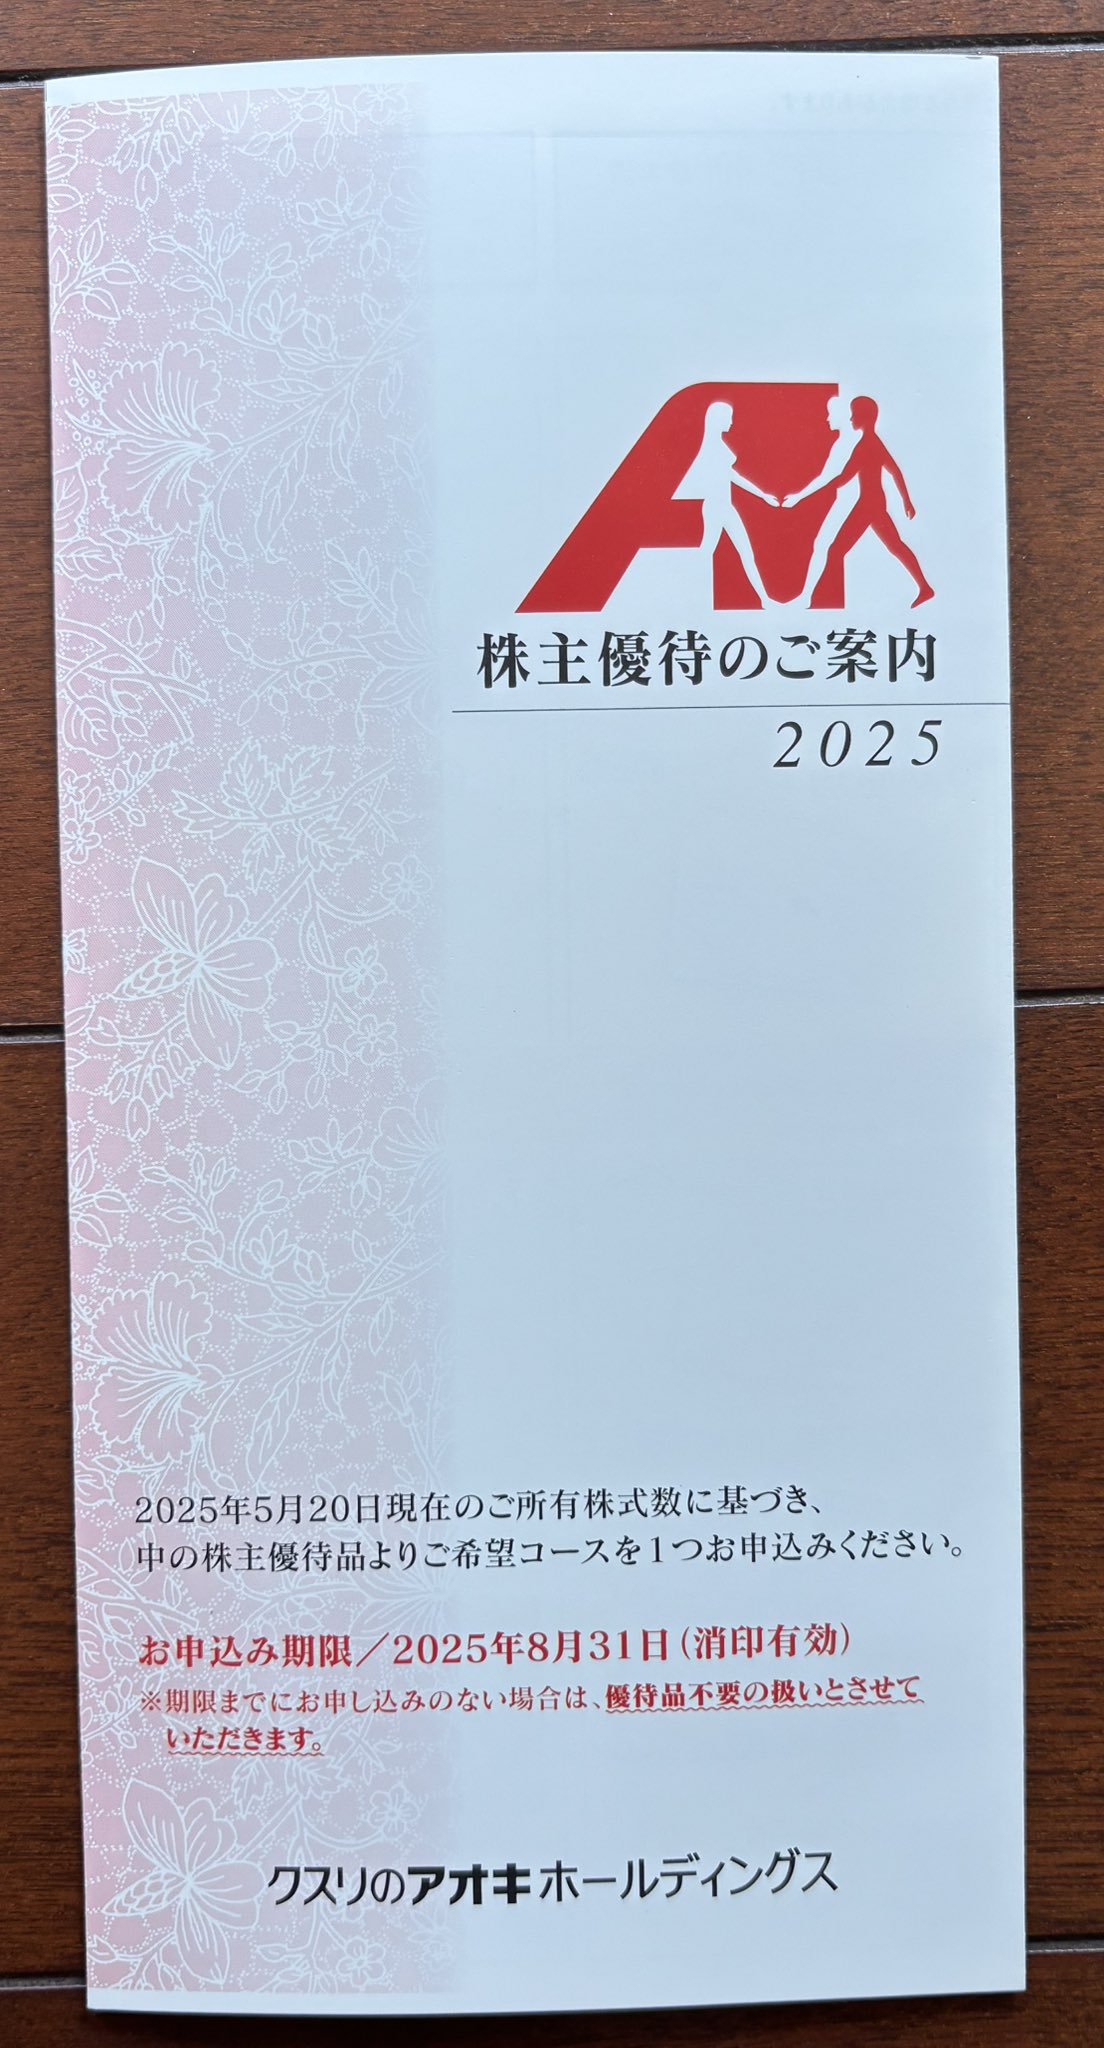 株主優待のご案内
2025
2025年5月20日現在のご所有株式数に基づき、
中の株主優待品よりご希望コースを1つお申込みください。
お申込み期限／2025年8月31日(消印有効)
※期限までにお申し込みのない場合は、優待品不要の扱いとさせて
いただきます。
クスリのアオキホールディングス